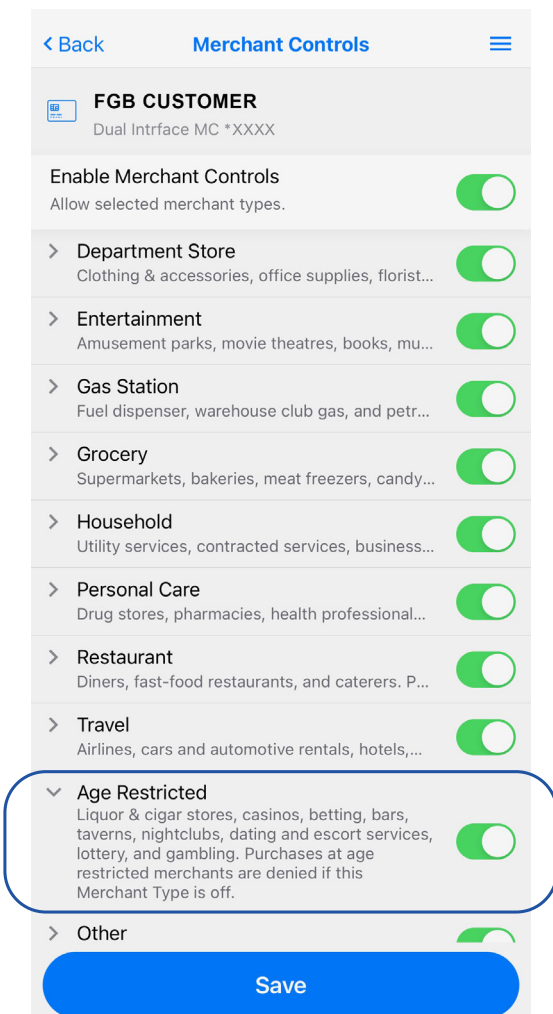 Back
Merchant Controls
FGB CUSTOMER
Dual Intrface MC *XXXX
Enable Merchant Controls
Allow selected merchant types.
Department Store
Clothing & accessories, office supplies, florist...
Entertainment
Amusement parks, movie theatres, books, mu...
Gas Station
Fuel dispenser, warehouse club gas, and petr...
Grocery
Supermarkets, bakeries, meat freezers, candy...
Household
Utility services, contracted services, business...
Personal Care
Drug stores, pharmacies, health professional...
Restaurant
Diners, fast-food restaurants, and caterers. P...
Travel
Airlines, cars and automotive rentals, hotels,...
Age Restricted
Liquor & cigar stores, casinos, betting, bars,
taverns, nightclubs, dating and escort services,
lottery, and gambling. Purchases at age
restricted merchants are denied if this
Merchant Type is off.
Other
Save